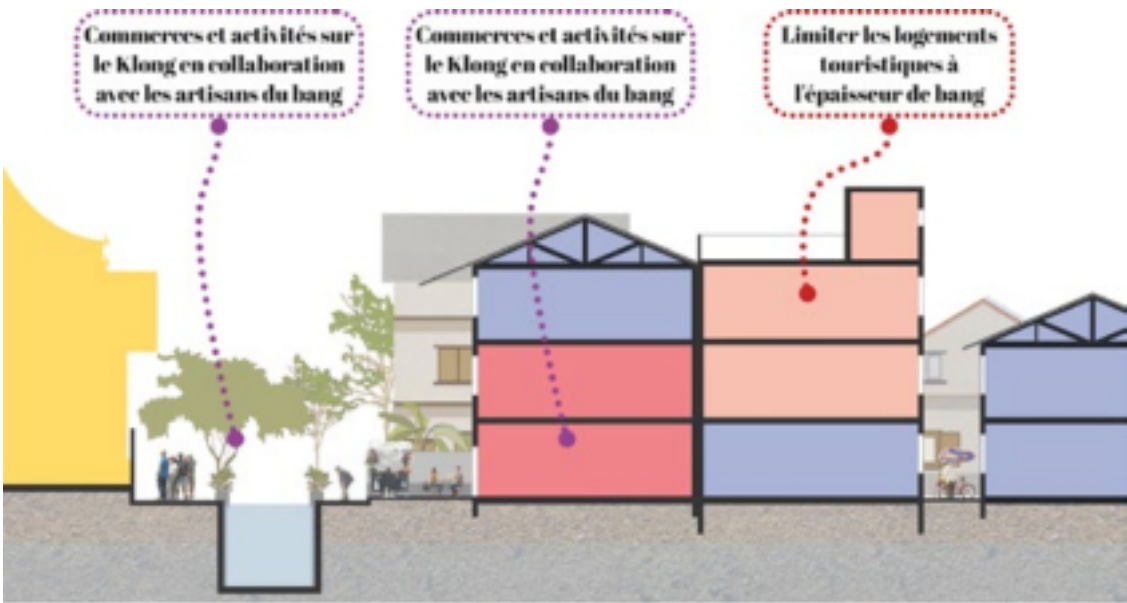 Commerces et activités sur
le Klong en collaboration
avec les artisans du bang
Commerces et activités sur
le Klong en collaboration
avec les artisans du bang
Limiter les logements
touristiques à
l'épaisseur de bang